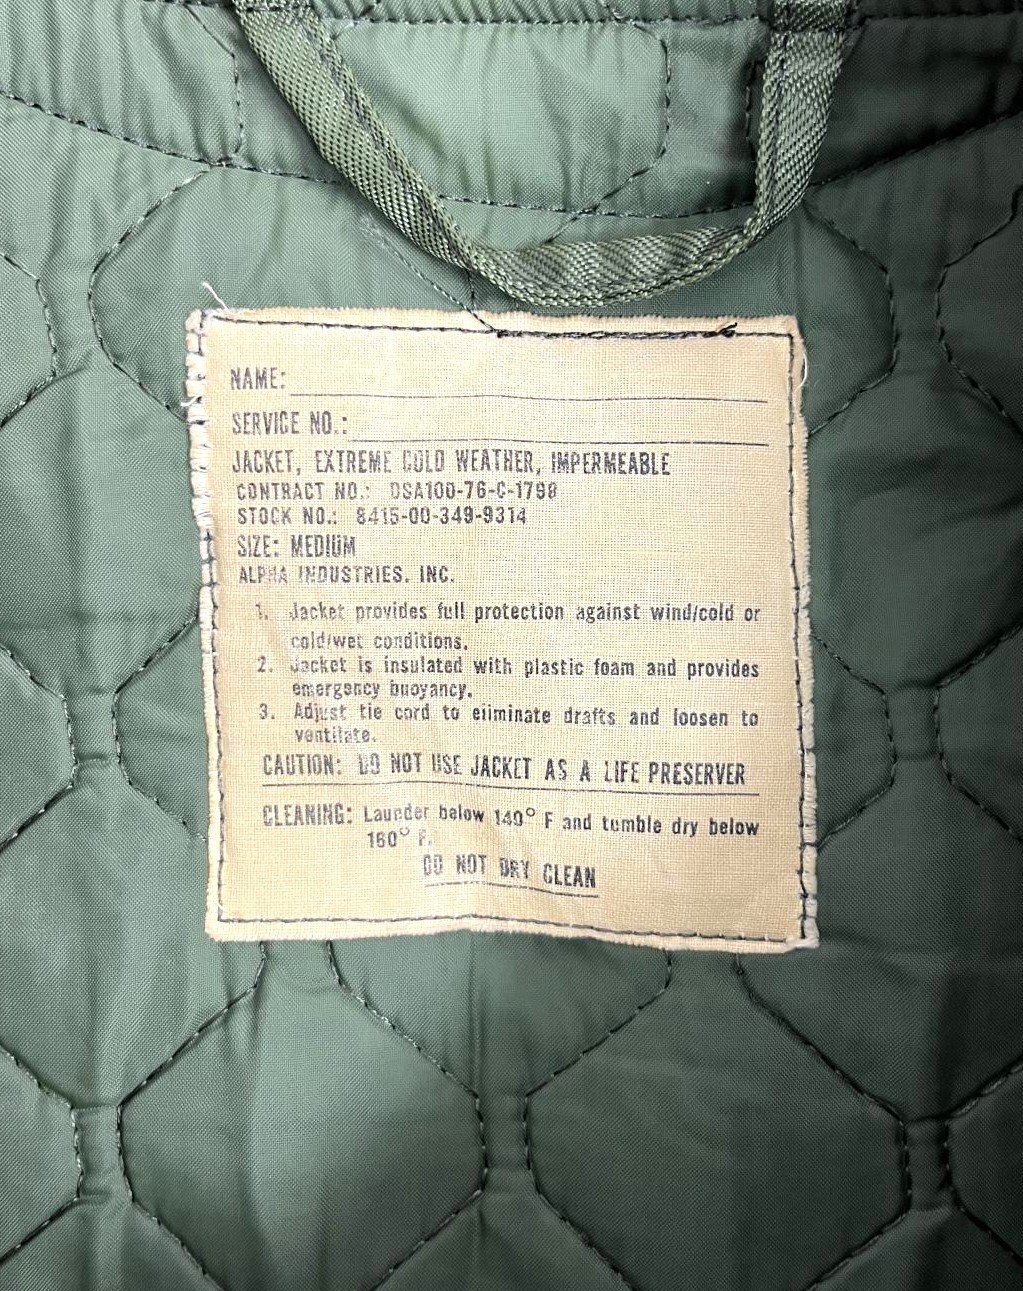 NAME:
SERVICE NO.:
JACKET, EXTREME COLD WEATHER, IMPERMEABLE
CONTRACT NO.: DSA100-76-C-1798
STOCK NO.: 8415-00-349-9314
SIZE: MEDIUM
ALPHA INDUSTRIES, INC.
1. Jacket provides full protection against wind/cold or
cold/wet conditions.
2. Jacket is insulated with plastic foam and provides
emergency buoyancy.
3. Adjust tie cord to eliminate drafts and loosen to
ventilate.
CAUTION: DO NOT USE JACKET AS A LIFE PRESERVER
CLEANING: Launder below 140° F and tumble dry below
160° F.
DO NOT DRY CLEAN